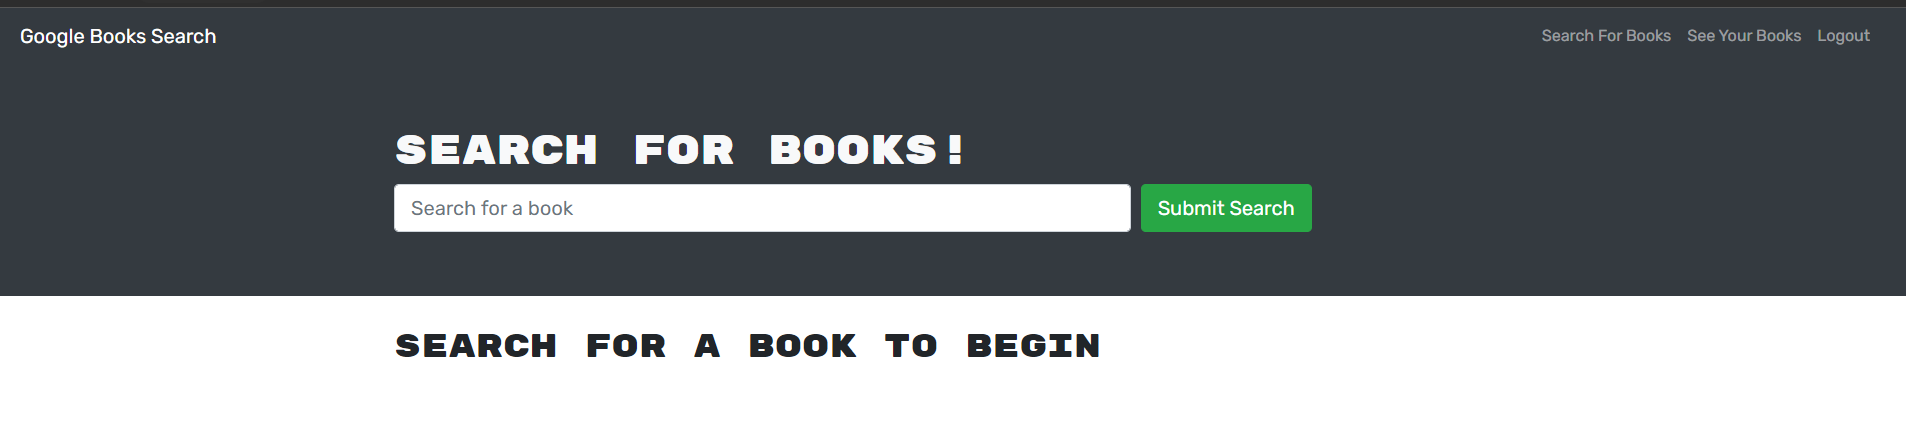 Google Books Search
Search For Books See Your Books Logout
SEARCH FOR BOOKS!
Search for a book
Submit Search
SEARCH FOR A BOOK TO BEGIN